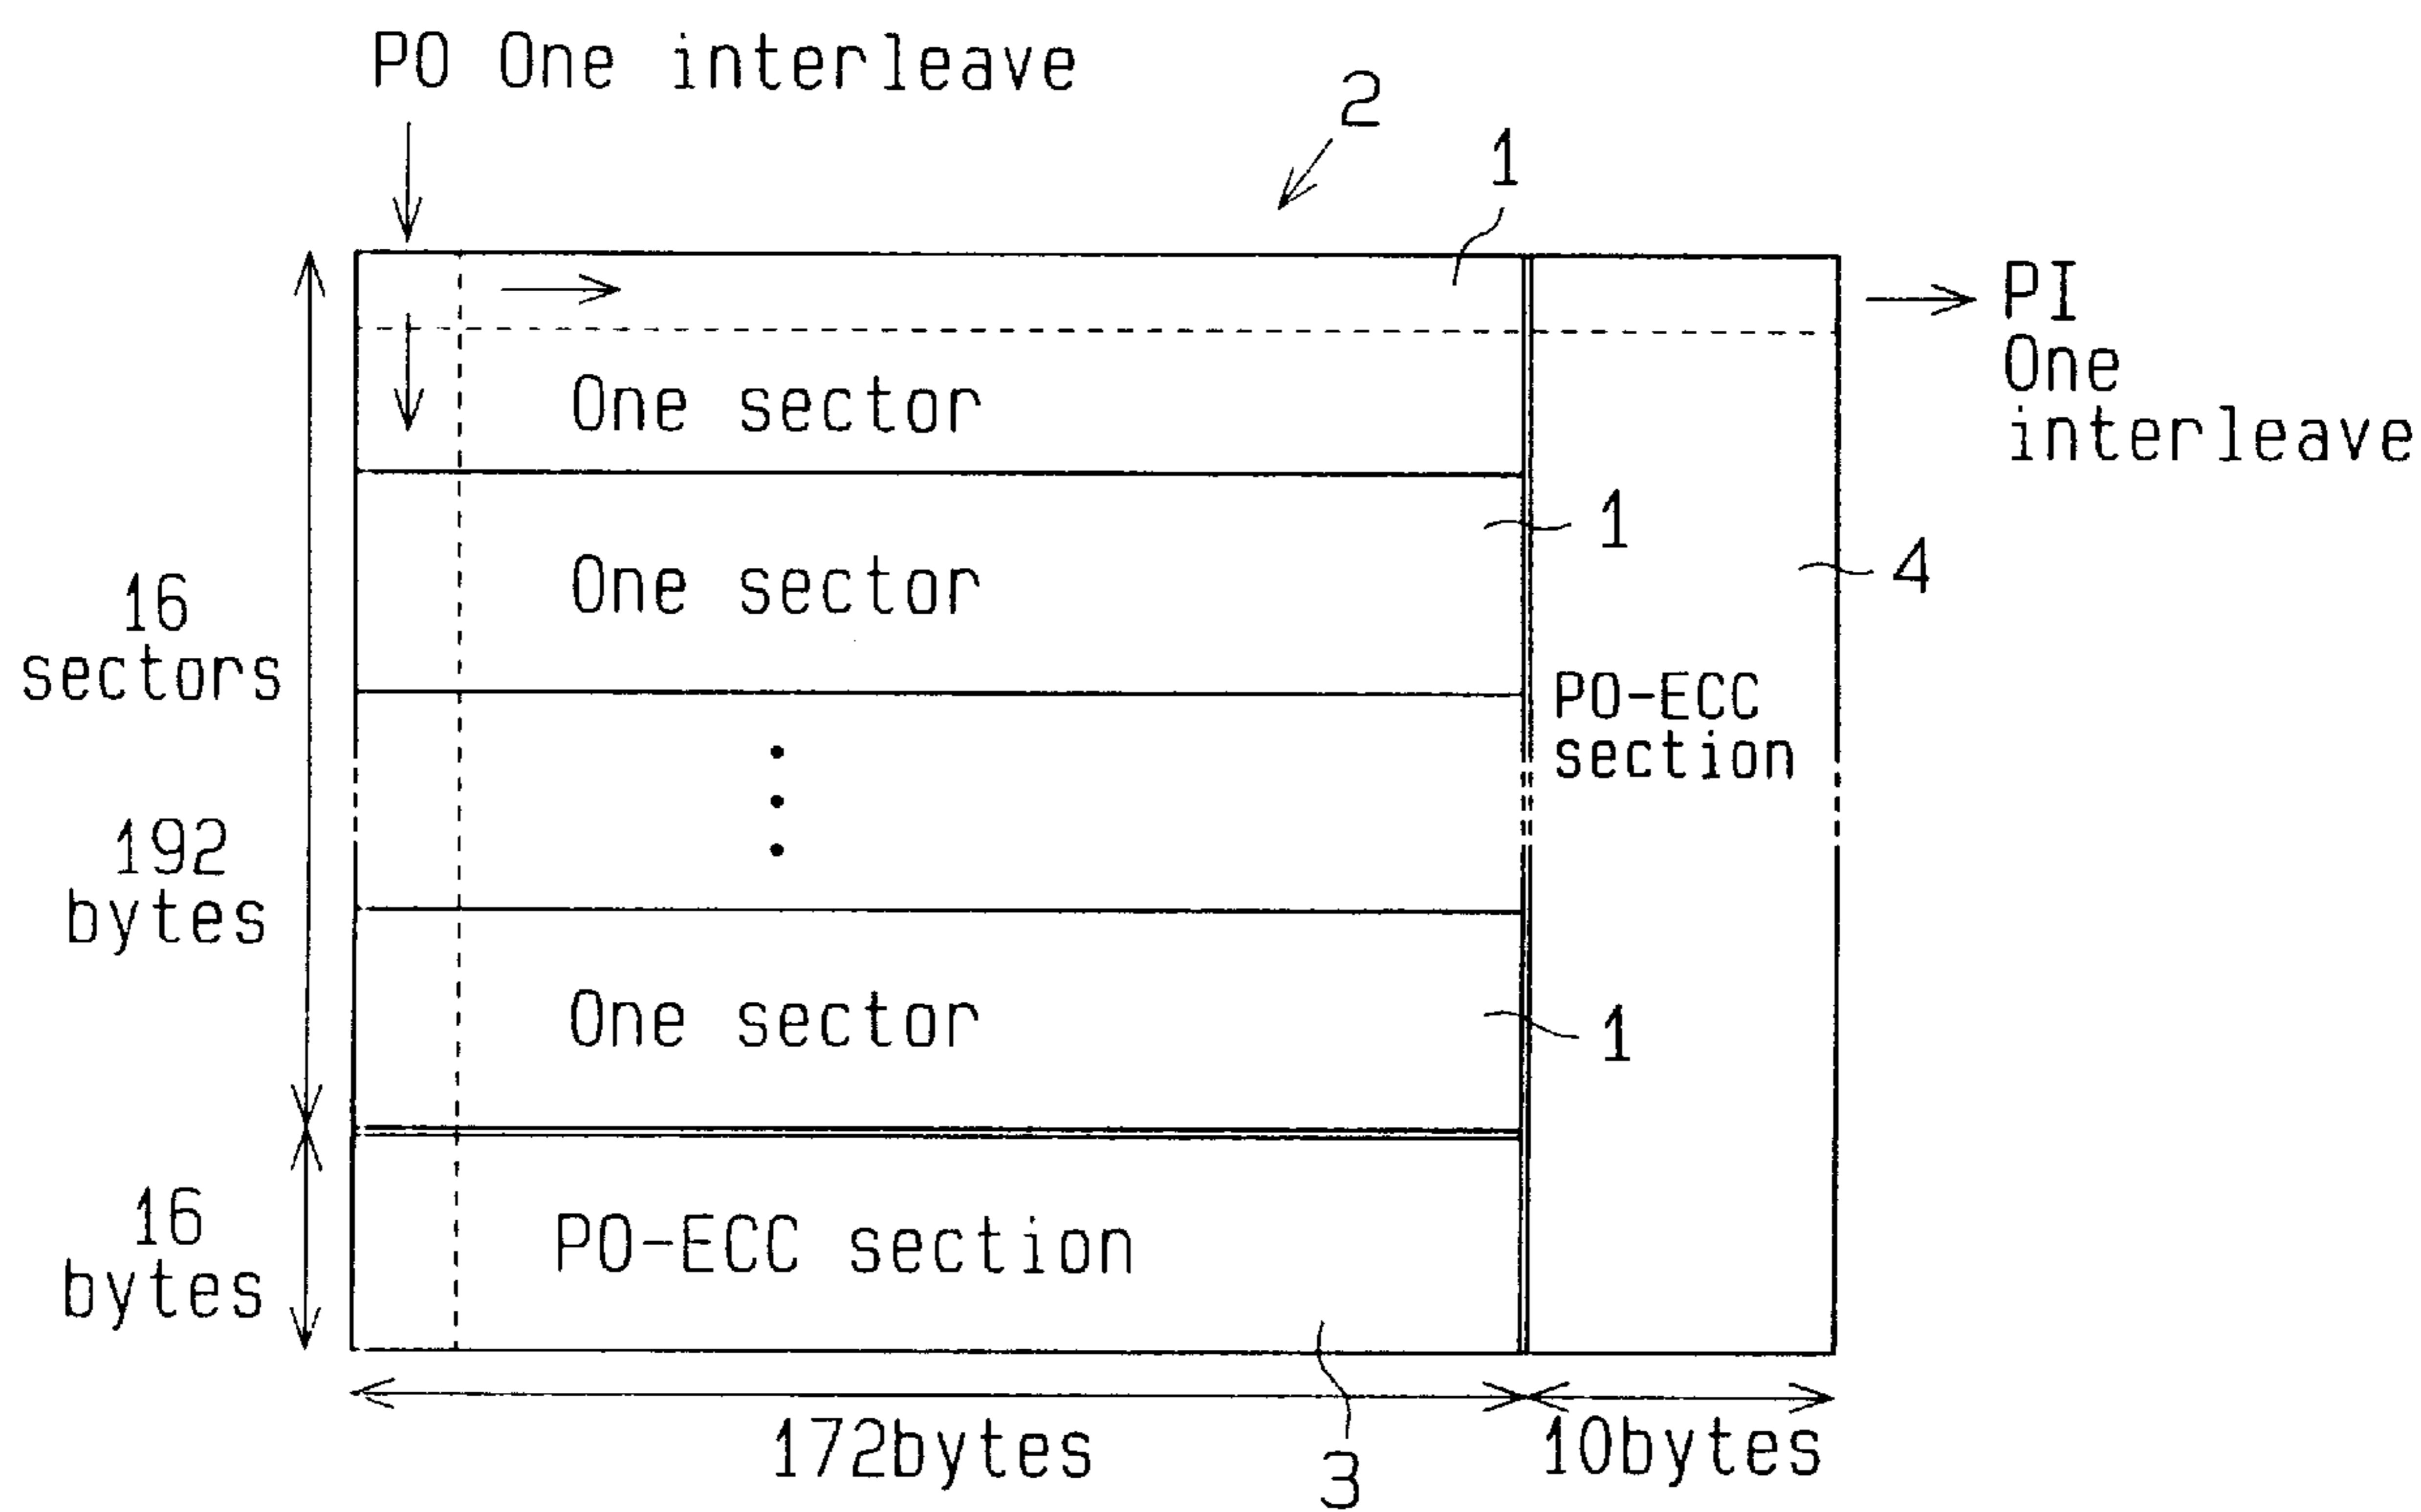 PO One interleave
2
1
PI
One
interleave
One sector
1
One sector
4
16
sectors
PO-ECC
section
192
bytes
One sector
1
16
bytes
PO-ECC section
172bytes
10bytes
3